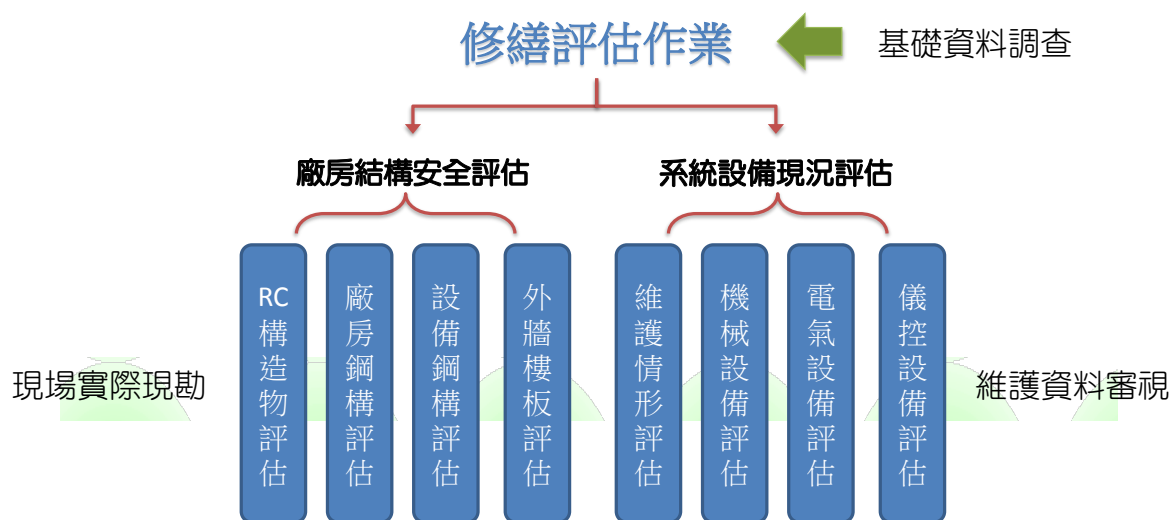 修繕評估作業
基礎資料調查
廠房結構安全評估
系統設備現況評估
RC構造物評估
廠房鋼構評估
設備鋼構評估
外牆樓板評估
維護情形評估
機械設備評估
電氣設備評估
儀控設備評估
現場實際現勘
維護資料審視